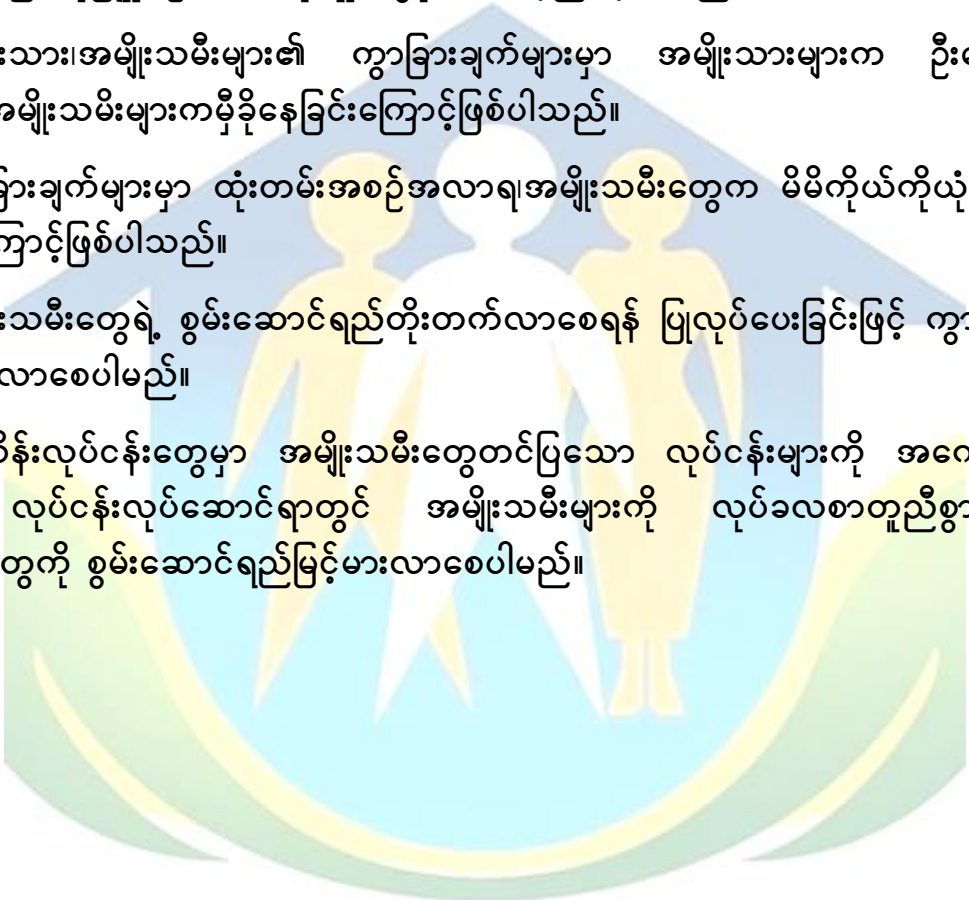 းသား၊အမျိုးသမီးများ၏ ကွာခြားချက်များမှာ အမျိုးသားများက ဦး
အမျိုးသမိးများကမှီခိုနေခြင်းကြောင့်ဖြစ်ပါသည်။
ခြားချက်များမှာ ထုံးတမ်းအစဉ်အလာရ၊အမျိုးသမီးတွေက မိမိကိုယ်ကိုယုံ
ကြောင့်ဖြစ်ပါသည်။
းသမီးတွေရဲ့ စွမ်းဆောင်ရည်တိုးတက်လာစေရန် ပြုလုပ်ပေးခြင်းဖြင့် ကွာ
လာစေပါမည်။
ိန်းလုပ်ငန်းတွေမှာ အမျိုးသမီးတွေတင်ပြသော လုပ်ငန်းများကို အကေ
လုပ်ငန်းလုပ်ဆောင်ရာတွင် အမျိုးသမီးများကို လုပ်ခလစာတူညီစွာ
တွေကို စွမ်းဆောင်ရည်မြင့်မားလာစေပါမည်။